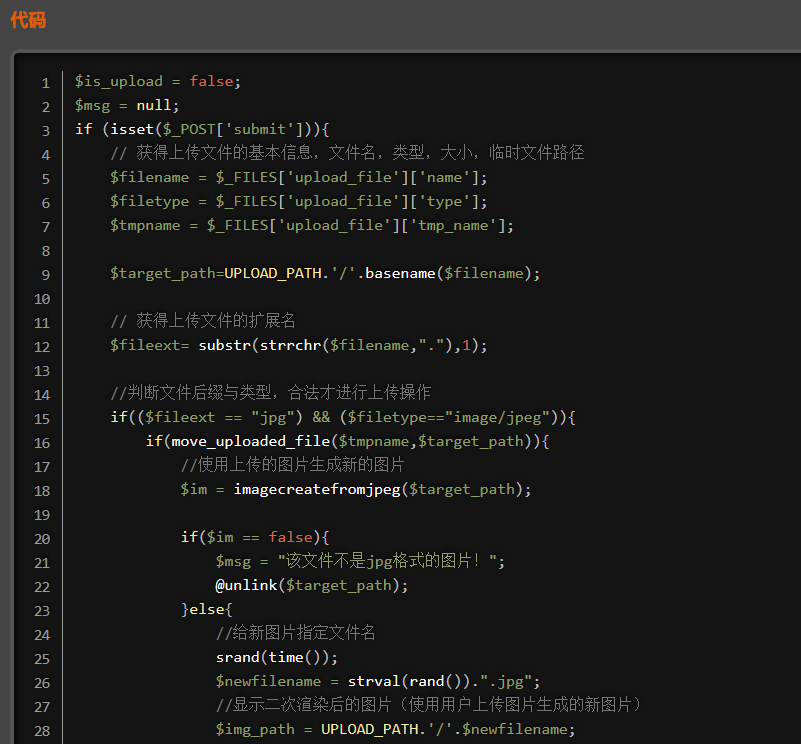 代码
1 $is_upload = false;
2 $msg = null;
3 if (isset($_POST['submit'])){
4     // 获得上传文件的基本信息，文件名，类型，大小，临时文件路径
5     $filename = $_FILES['upload_file']['name'];
6     $filetype = $_FILES['upload_file']['type'];
7     $tmpname = $_FILES['upload_file']['tmp_name'];
8
9     $target_path=UPLOAD_PATH.'/'.basename($filename);
10
11     // 获得上传文件的扩展名
12     $fileext= substr(strrchr($filename,"."),1);
13
14     //判断文件后缀与类型，合法才进行上传操作
15     if(($fileext == "jpg") && ($filetype=="image/jpeg")){
16         if(move_uploaded_file($tmpname,$target_path)){
17             //使用上传的图片生成新的图片
18             $im = imagecreatefromjpeg($target_path);
19
20             if($im == false){
21                 $msg = "该文件不是jpg格式的图片！";
22                 @unlink($target_path);
23             }else{
24                 //给新图片指定文件名
25                 srand(time());
26                 $newfilename = strval(rand()).".jpg";
27                 //显示二次渲染后的图片（使用用户上传图片生成的新图片）
28                 $img_path = UPLOAD_PATH.'/'.$newfilename;